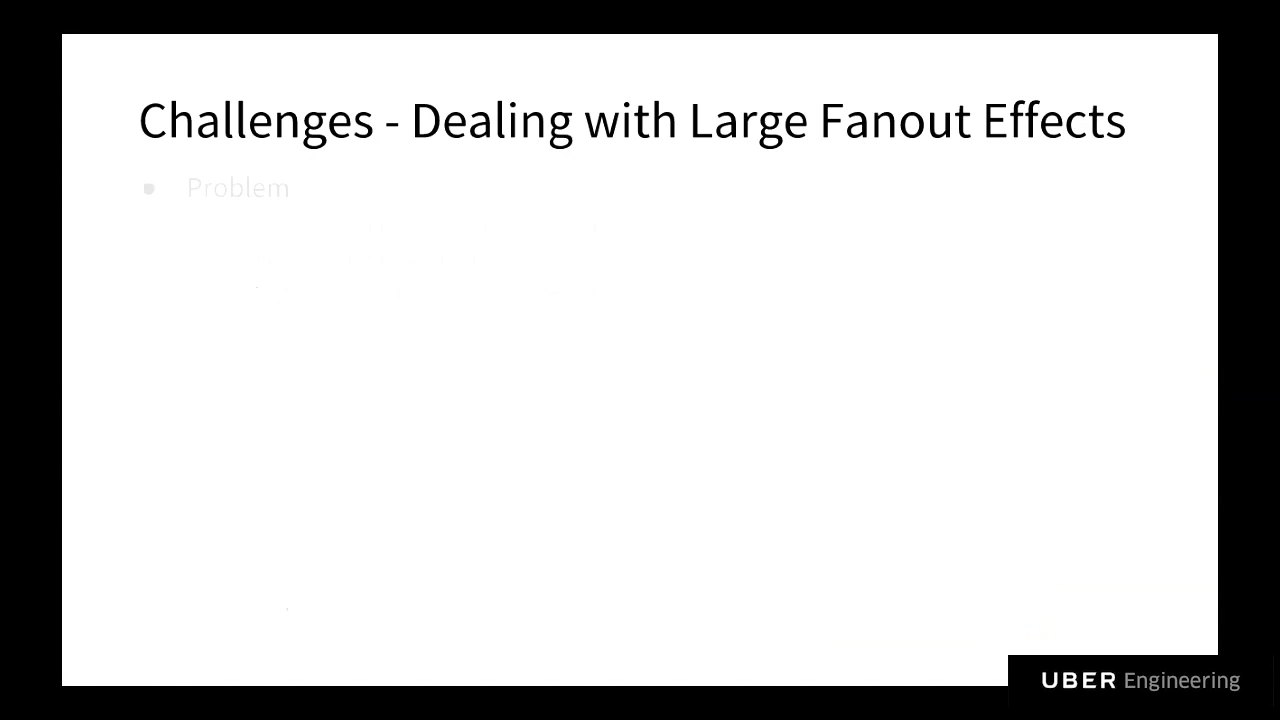 Challenges - Dealing with Large Fanout Effects
● Problem
UBER Engineering